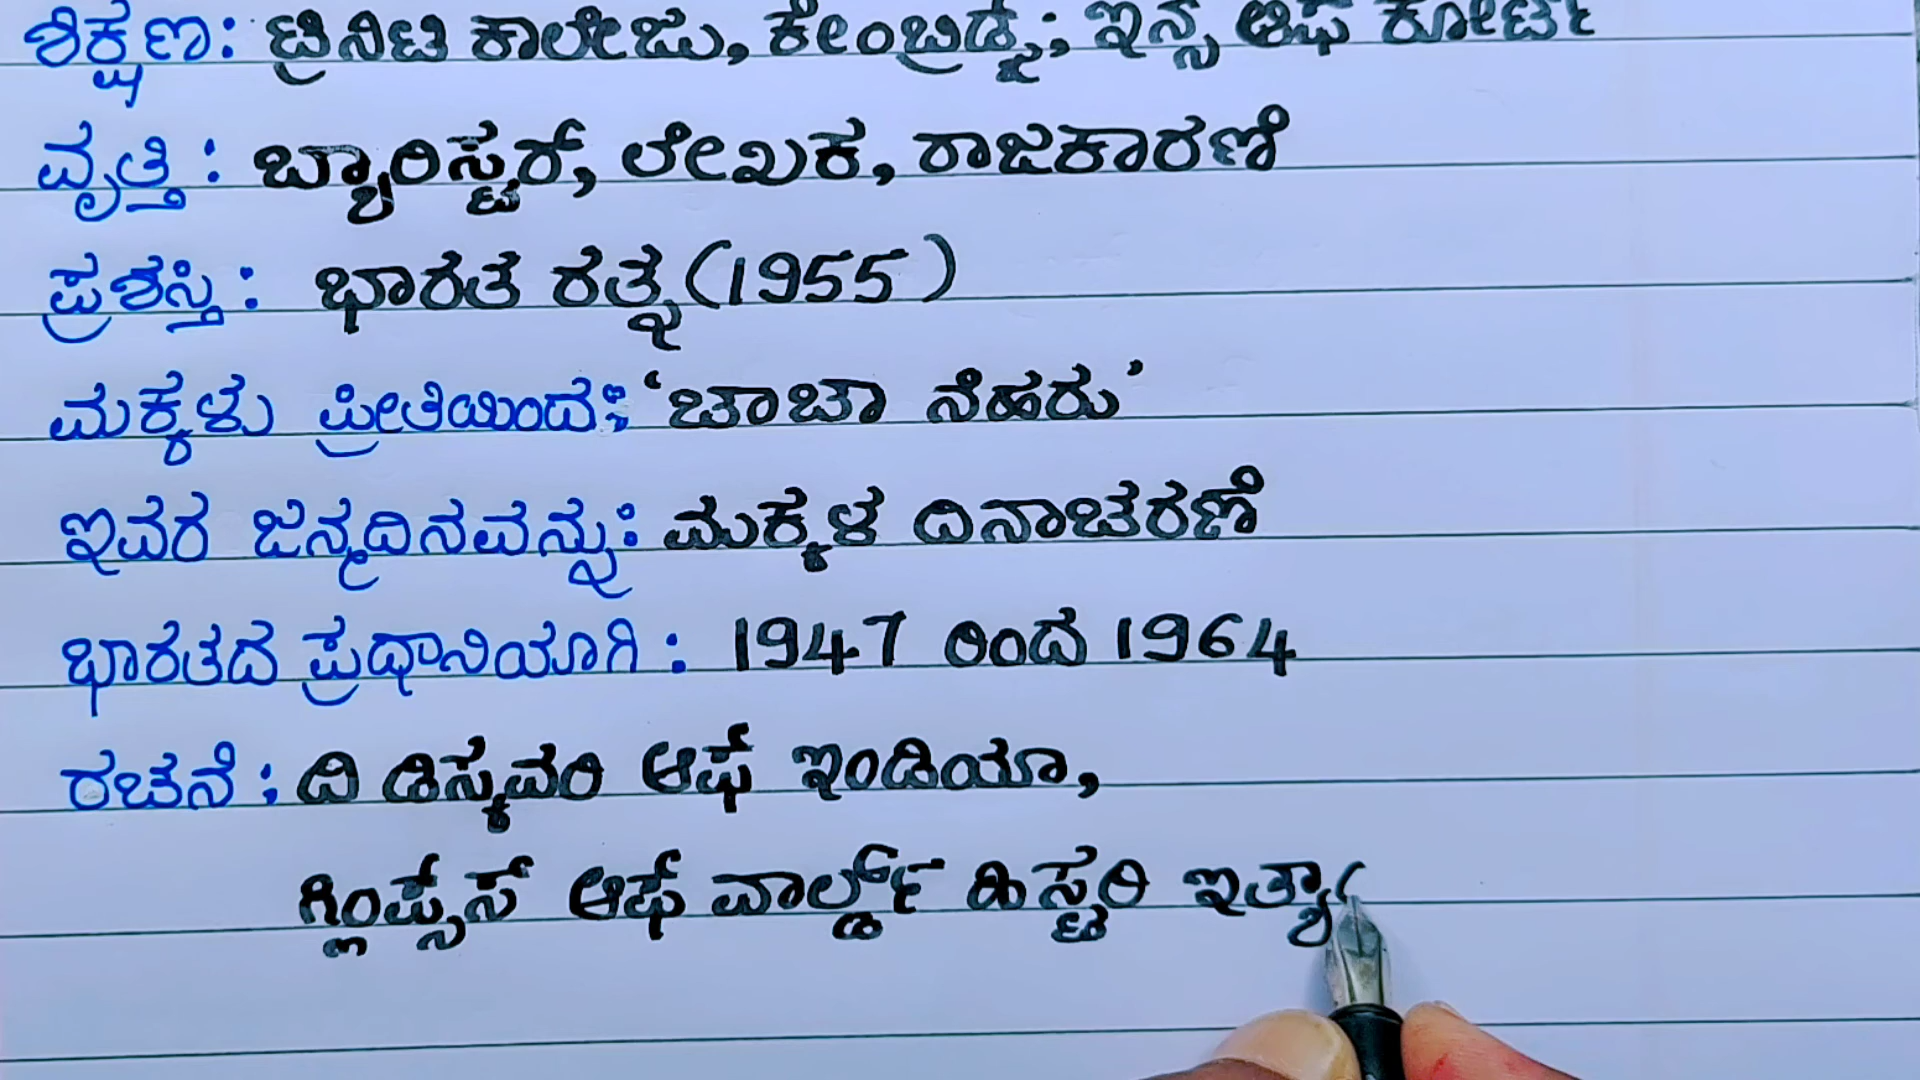 ಶಿಕ್ಷಣ: ಟ್ರಿನಿಟಿ ಕಾಲೇಜು, ಕೇಂಬ್ರಿಡ್ಜ್; ಇನ್ಸ್ ಆಫ್ ಕೋರ್ಟ್
ವೃತ್ತಿ: ಬ್ಯಾರಿಸ್ಟರ್, ಲೇಖಕ, ರಾಜಕಾರಣಿ
ಪ್ರಶಸ್ತಿ: ಭಾರತ ರತ್ನ (1955)
ಮಕ್ಕಳು ಪ್ರೀತಿಯಿಂದ: 'ಚಾಚಾ ನೆಹರು'
ಇವರ ಜನ್ಮದಿನವನ್ನು: ಮಕ್ಕಳ ದಿನಾಚರಣೆ
ಭಾರತದ ಪ್ರಧಾನಿಯಾಗಿ: 1947 ರಿಂದ 1964
ರಚನೆ: ದಿ ಡಿಸ್ಕವರಿ ಆಫ್ ಇಂಡಿಯಾ,
ಗ್ಲಿಂಪ್ಸೆಸ್ ಆಫ್ ವಾರ್ಲ್ಡ್ ಹಿಸ್ಟರಿ ಇತ್ಯಾ